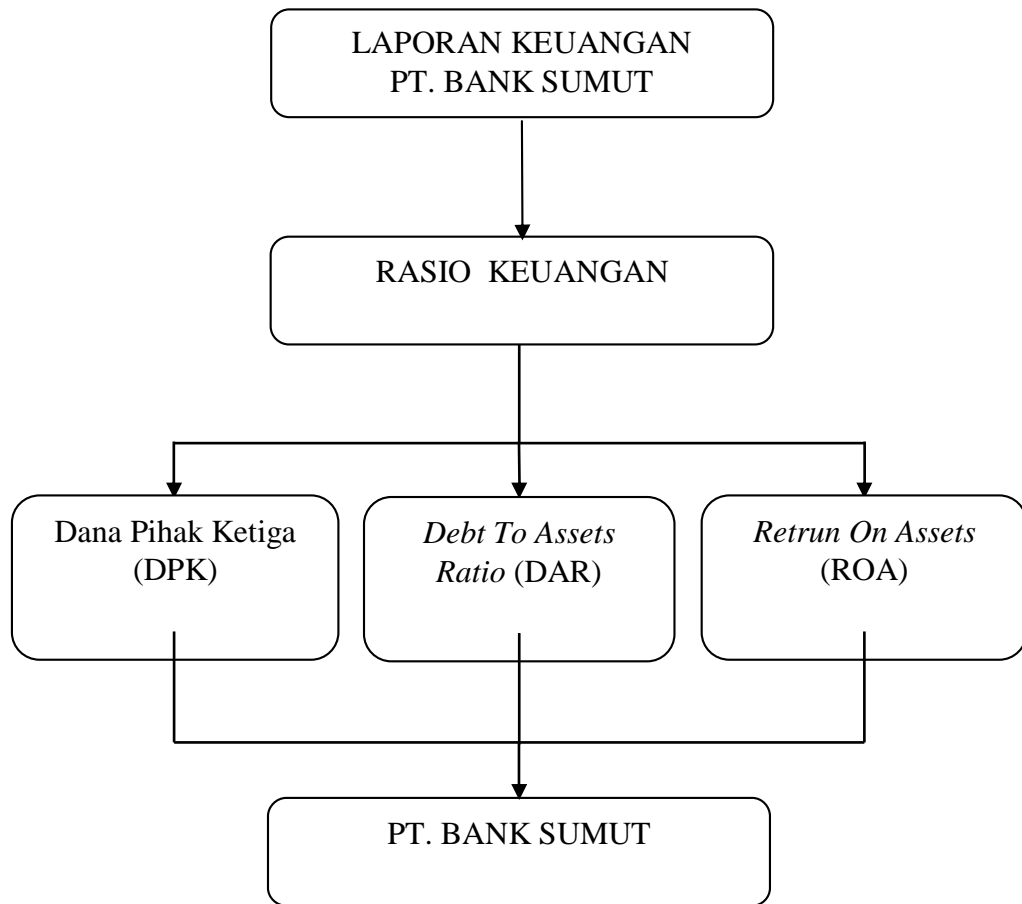 LAPORAN KEUANGAN
PT. BANK SUMUT
RASIO KEUANGAN
Dana Pihak Ketiga
(DPK)
Debt To Assets
Ratio (DAR)
Retrun On Assets
(ROA)
PT. BANK SUMUT